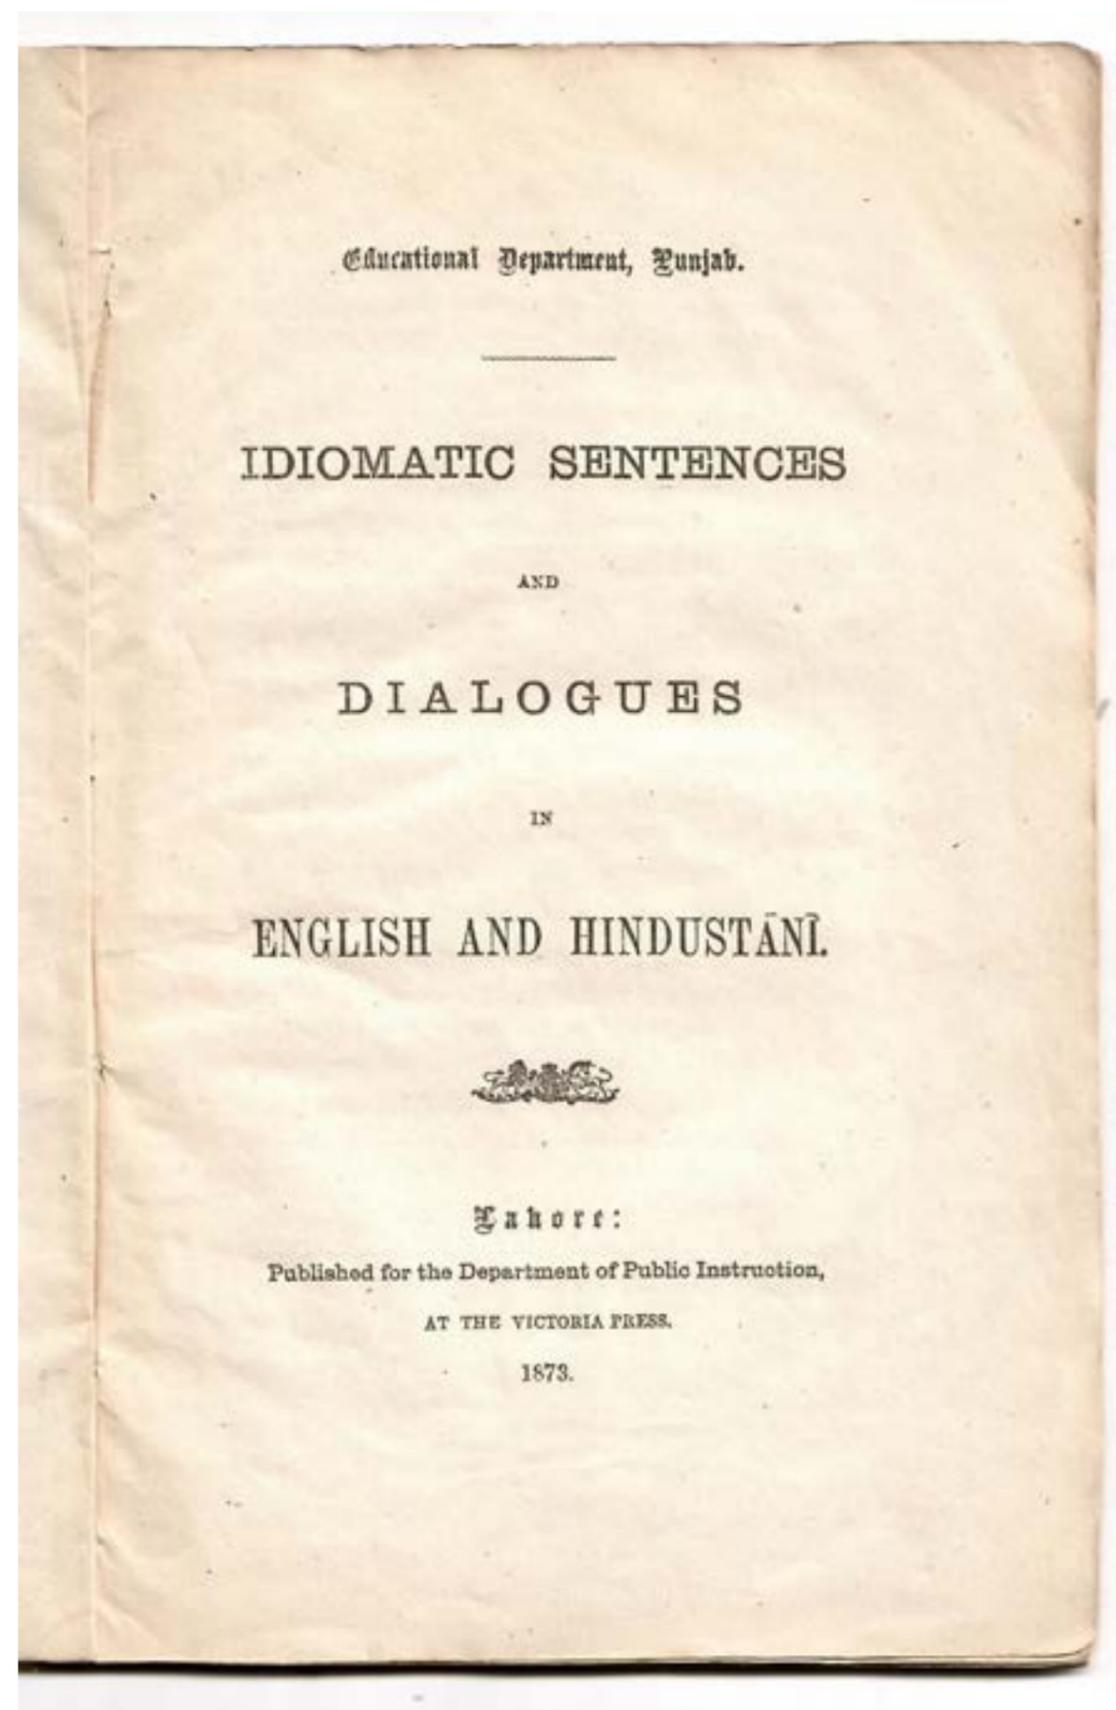 Educational Department, Punjab.
IDIOMATIC SENTENCES
AND
DIALOGUES
IN
ENGLISH AND HINDUSTĀNĪ.
Lahore:
Published for the Department of Public Instruction,
AT THE VICTORIA PRESS.
1873.